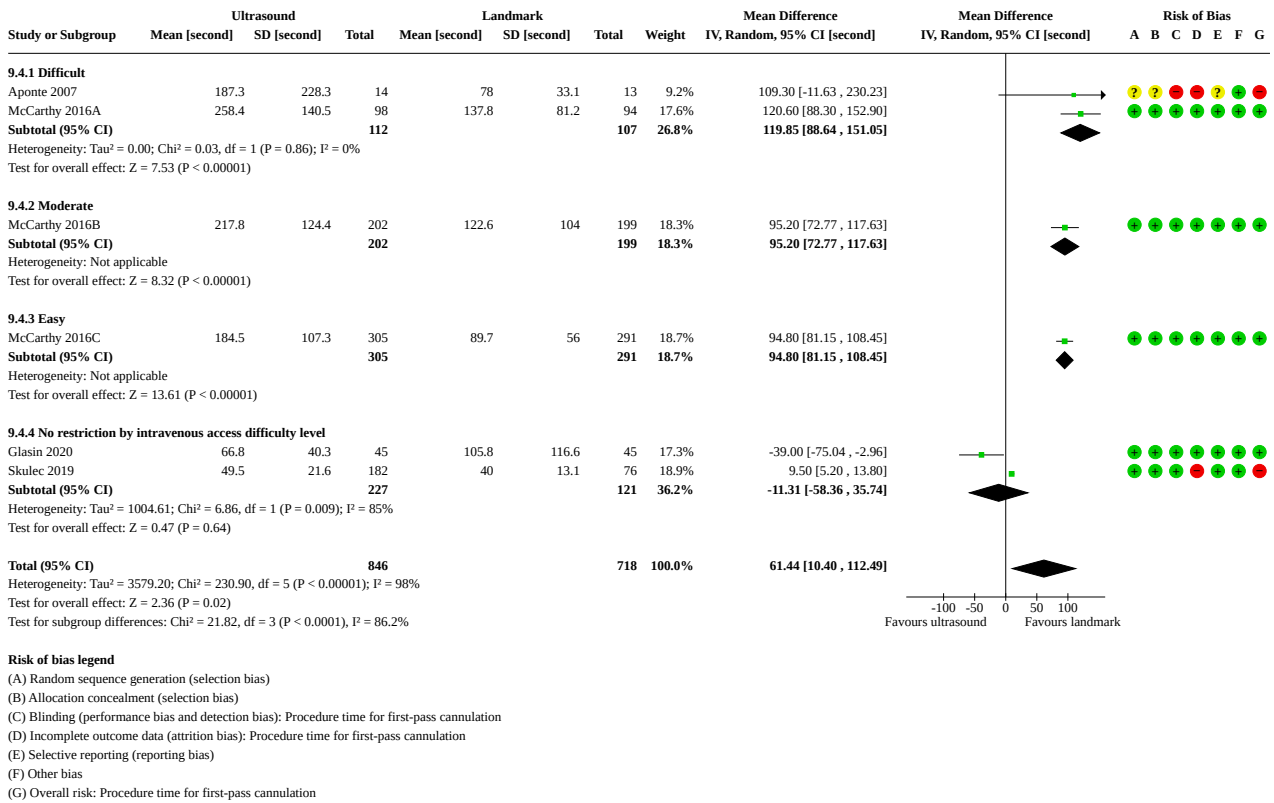 Ultrasound Landmark Mean Difference Mean Difference Risk of Bias
Study or Subgroup Mean [second] SD [second] Total Mean [second] SD [second] Total Weight IV, Random, 95% CI [second] IV, Random, 95% CI [second] A B C D E F G
9.4.1 Difficult
Aponte 2007 187.3 228.3 14 78 33.1 13 9.2% 109.30 [-11.63 , 230.23] ? ? − − ? + −
McCarthy 2016A 258.4 140.5 98 137.8 81.2 94 17.6% 120.60 [88.30 , 152.90] + + + + + + +
Subtotal (95% CI) 112 107 26.8% 119.85 [88.64 , 151.05]
Heterogeneity: Tau² = 0.00; Chi² = 0.03, df = 1 (P = 0.86); I² = 0%
Test for overall effect: Z = 7.53 (P < 0.00001)
9.4.2 Moderate
McCarthy 2016B 217.8 124.4 202 122.6 104 199 18.3% 95.20 [72.77 , 117.63] + + + + + + +
Subtotal (95% CI) 202 199 18.3% 95.20 [72.77 , 117.63]
Heterogeneity: Not applicable
Test for overall effect: Z = 8.32 (P < 0.00001)
9.4.3 Easy
McCarthy 2016C 184.5 107.3 305 89.7 56 291 18.7% 94.80 [81.15 , 108.45] + + + + + + +
Subtotal (95% CI) 305 291 18.7% 94.80 [81.15 , 108.45]
Heterogeneity: Not applicable
Test for overall effect: Z = 13.61 (P < 0.00001)
9.4.4 No restriction by intravenous access difficulty level
Glasin 2020 66.8 40.3 45 105.8 116.6 45 17.3% -39.00 [-75.04 , -2.96] + + + + + + +
Skulec 2019 49.5 21.6 182 40 13.1 76 18.9% 9.50 [5.20 , 13.80] + + + − + + −
Subtotal (95% CI) 227 121 36.2% -11.31 [-58.36 , 35.74]
Heterogeneity: Tau² = 1004.61; Chi² = 6.86, df = 1 (P = 0.009); I² = 85%
Test for overall effect: Z = 0.47 (P = 0.64)
Total (95% CI) 846 718 100.0% 61.44 [10.40 , 112.49]
Heterogeneity: Tau² = 3579.20; Chi² = 230.90, df = 5 (P < 0.00001); I² = 98%
Test for overall effect: Z = 2.36 (P = 0.02) -100 -50 0 50 100
Test for subgroup differences: Chi² = 21.82, df = 3 (P < 0.0001), I² = 86.2% Favours ultrasound Favours landmark
Risk of bias legend
(A) Random sequence generation (selection bias)
(B) Allocation concealment (selection bias)
(C) Blinding (performance bias and detection bias): Procedure time for first-pass cannulation
(D) Incomplete outcome data (attrition bias): Procedure time for first-pass cannulation
(E) Selective reporting (reporting bias)
(F) Other bias
(G) Overall risk: Procedure time for first-pass cannulation